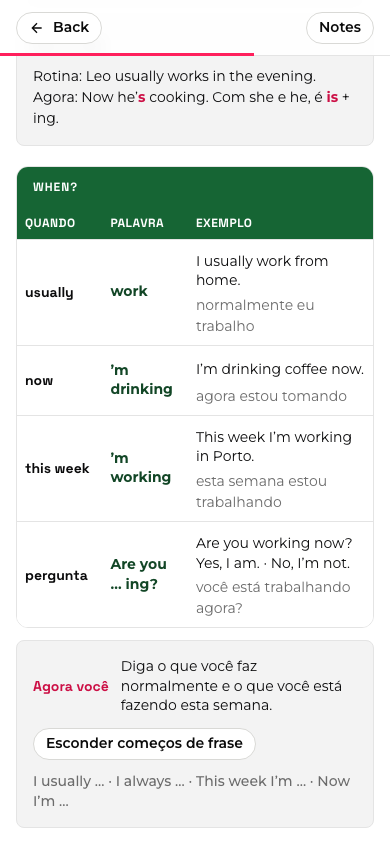 ← Back
Notes
Rotina: Leo usually works in the evening.
Agora: Now he's cooking. Com she e he, é is +
ing.
WHEN?
QUANDO PALAVRA EXEMPLO
usually
work
I usually work from
home.
normalmente eu
trabalho
now
’m
drinking
I’m drinking coffee now.
agora estou tomando
this week
’m
working
This week I’m working
in Porto.
esta semana estou
trabalhando
pergunta
Are you
... ing?
Are you working now?
Yes, I am. · No, I’m not.
você está trabalhando
agora?
Agora você
Diga o que você faz
normalmente e o que você está
fazendo esta semana.
Esconder começos de frase
I usually ... · I always ... · This week I’m ... · Now
I’m ...